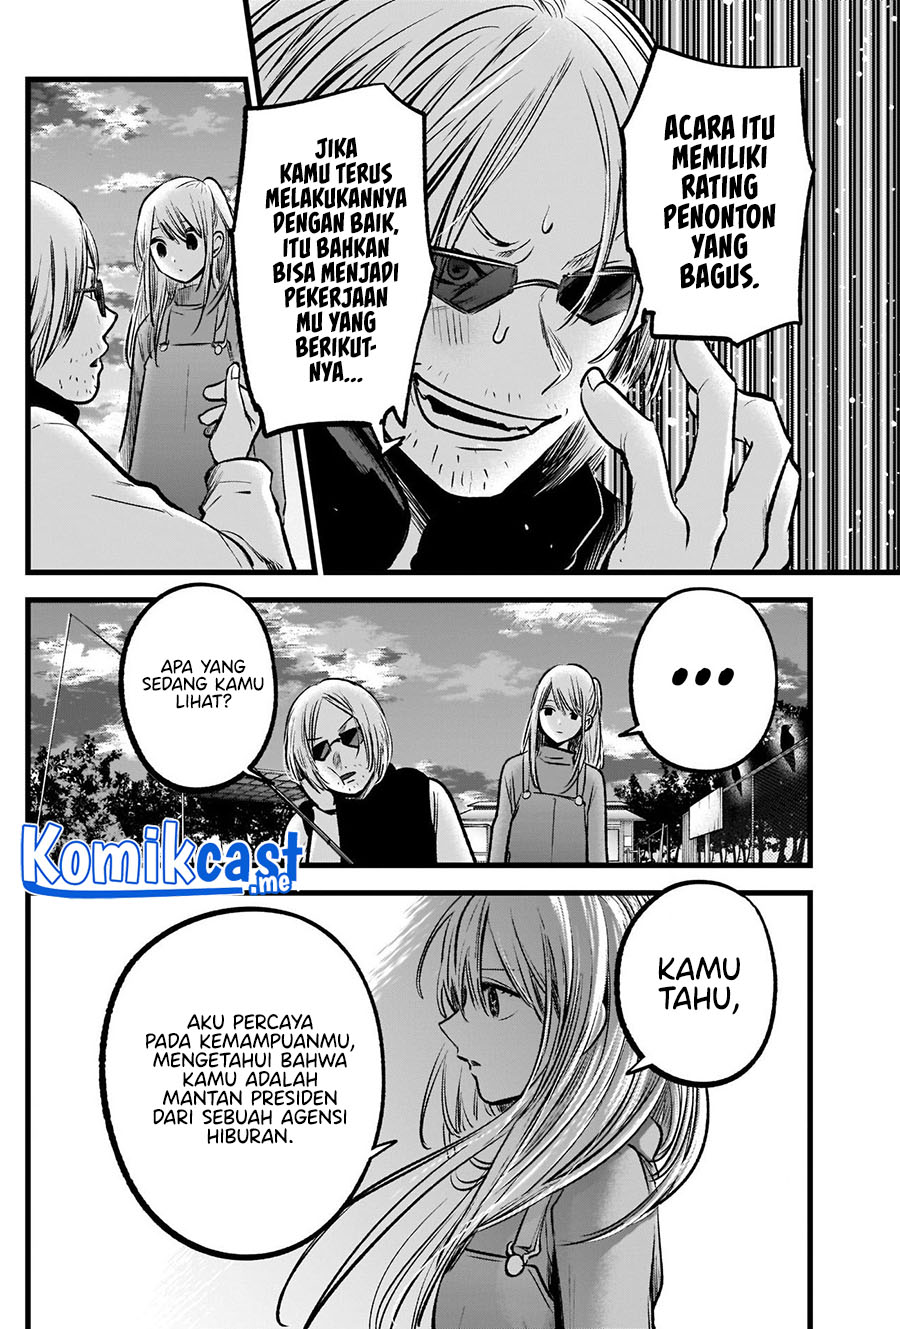 ACARA ITU
MEMILIKI
RATING
PENONTON
YANG
BAGUS.
JIKA
KAMU TERUS
MELAKUKANNYA
DENGAN BAIK,
ITU BAHKAN
BISA MENJADI
PEKERJAAN
MU YANG
BERIKUT-
NYA...
...
APA YANG
SEDANG KAMU
LIHAT?
Komikcast
.me
KAMU
TAHU,
AKU PERCAYA
PADA KEMAMPUANMU,
MENGETAHUI BAHWA
KAMU ADALAH
MANTAN PRESIDEN
DARI SEBUAH AGENSI
HIBURAN.